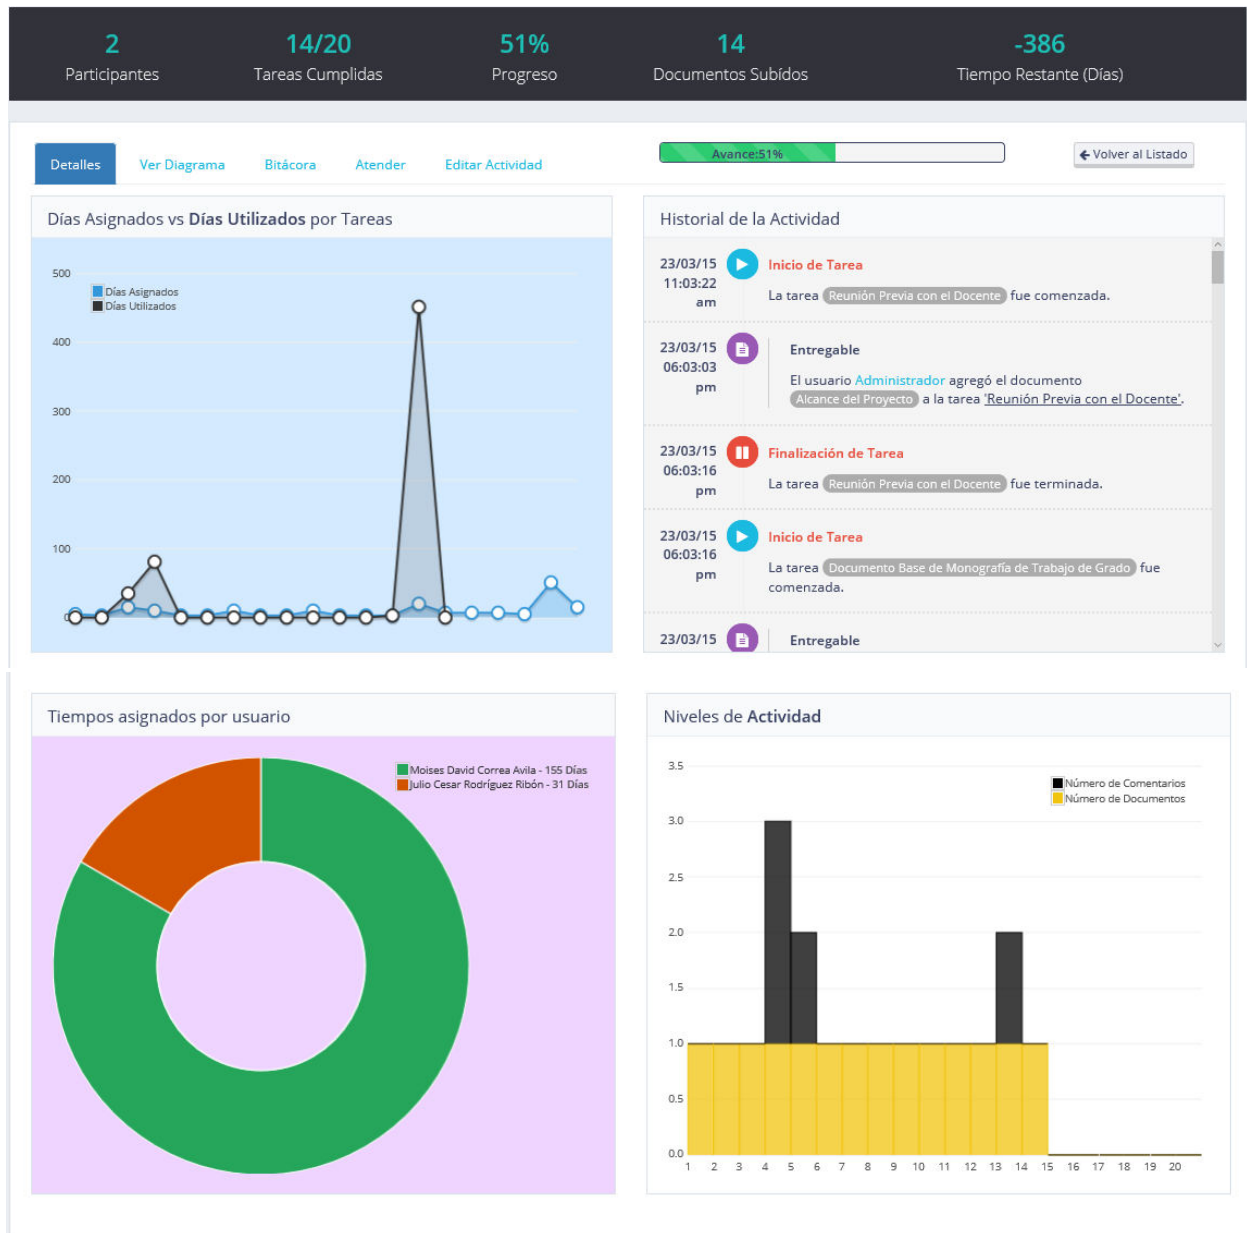 2
Participantes
14/20
Tareas Cumplidas
51%
Progreso
14
Documentos Subídos
-386
Tiempo Restante (Días)
Detalles
Ver Diagrama
Bitácora
Atender
Editar Actividad
Avance:51%
Volver al Listado
Días Asignados vs Días Utilizados por Tareas
500
400
300
200
100
0
Días Asignados
Días Utilizados
Historial de la Actividad
23/03/15
11:03:22
am
Inicio de Tarea
La tarea Reunión Previa con el Docente fue comenzada.
23/03/15
06:03:03
pm
Entregable
El usuario Administrador agregó el documento
Alcance del Proyecto a la tarea 'Reunión Previa con el Docente'.
23/03/15
06:03:16
pm
Finalización de Tarea
La tarea Reunión Previa con el Docente fue terminada.
23/03/15
06:03:16
pm
Inicio de Tarea
La tarea Documento Base de Monografía de Trabajo de Grado fue
comenzada.
23/03/15
Entregable
Tiempos asignados por usuario
Moises David Correa Avila - 155 Días
Julio Cesar Rodríguez Ribón - 31 Días
Niveles de Actividad
3.5
3.0
2.5
2.0
1.5
1.0
0.5
0.0
Número de Comentarios
Número de Documentos
1 2 3 4 5 6 7 8 9 10 11 12 13 14 15 16 17 18 19 20